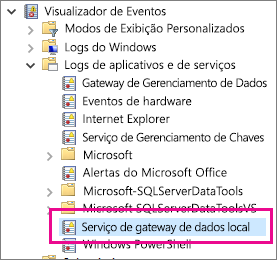 Visualizador de Eventos
Modos de Exibição Personalizados
Logs do Windows
Logs de aplicativos e de serviços
Gateway de Gerenciamento de Dados
Eventos de hardware
Internet Explorer
Serviço de Gerenciamento de Chaves
Microsoft
Alertas do Microsoft Office
Microsoft-SQLServerDataTools
Microsoft-SQLServerDataToolsVS
Serviço de gateway de dados local
Windows PowerShell